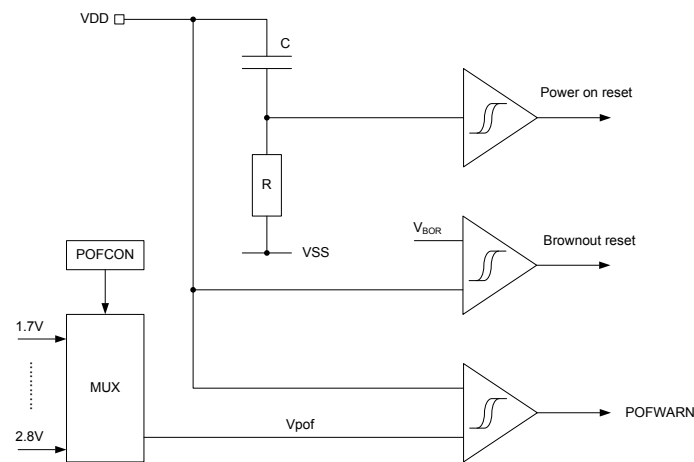 VDD
C
Power on reset
R
V_BOR
Brownout reset
VSS
POFCON
1.7V
MUX
Vpof
POFWARN
2.8V